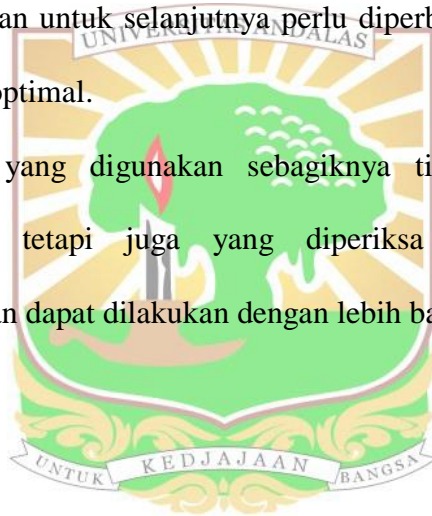 an untuk selanjutnya perlu diperb
UNIVERSITAS ANDALAS
optimal.
yang digunakan sebagiknya ti
tetapi juga yang diperiksa
an dapat dilakukan dengan lebih ba
UNTUK KEDJAJAAN BANGSA